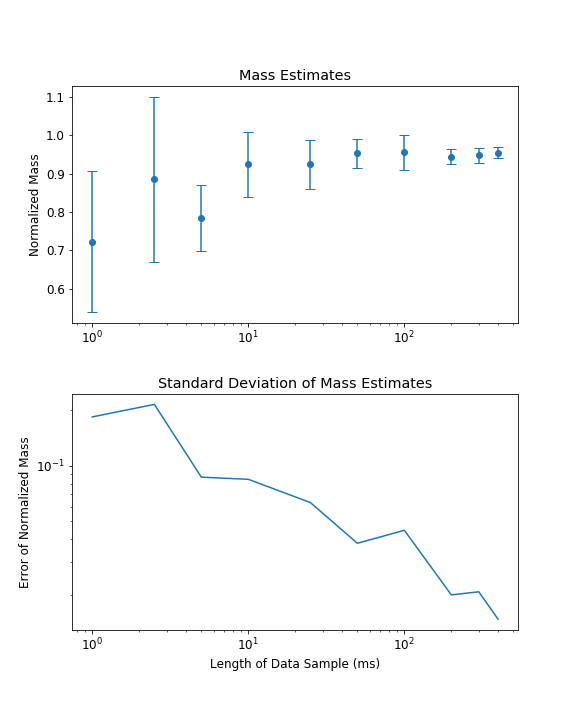 Mass Estimates
Normalized Mass
1.1
1.0
0.9
0.8
0.7
0.6
10⁰ 10¹ 10²
Standard Deviation of Mass Estimates
Error of Normalized Mass
10⁻¹
10⁰ 10¹ 10²
Length of Data Sample (ms)